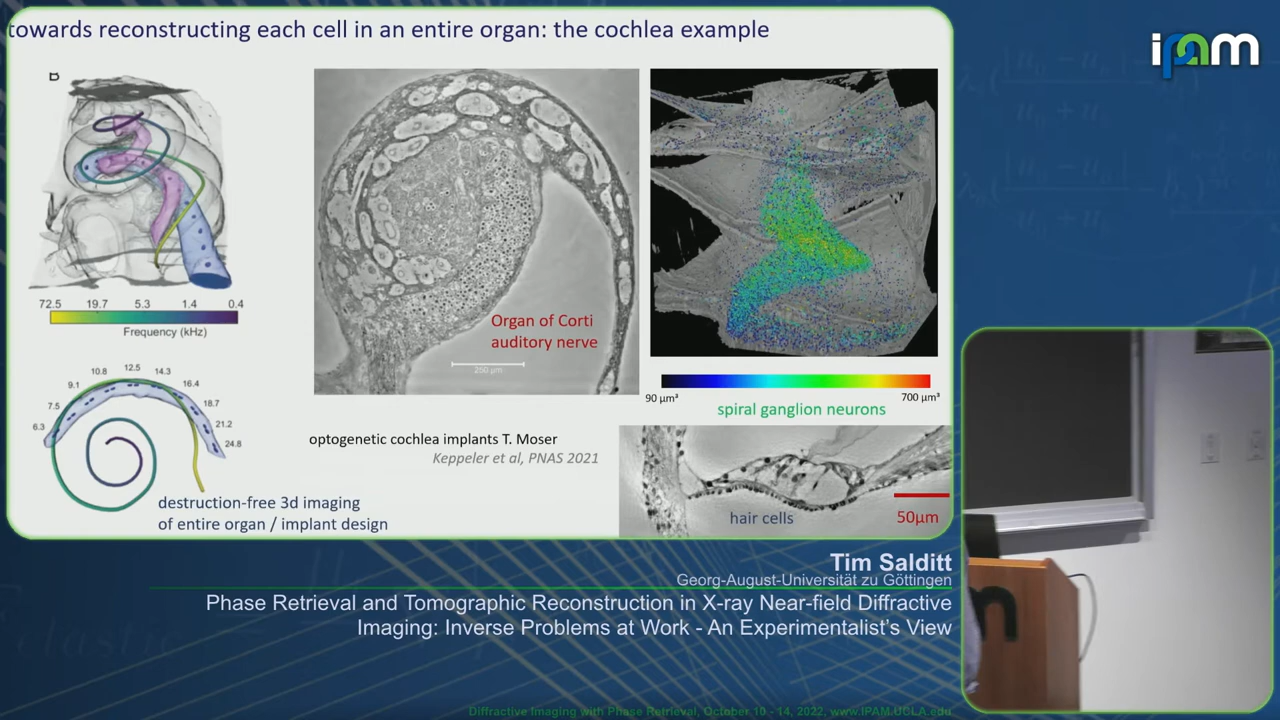 towards reconstructing each cell in an entire organ: the cochlea example
ipam
72.5 19.7 5.3 1.4 0.4
Frequency (kHz)
6.3 7.5 9.1 10.8 12.5 14.3 16.4 18.7 21.2 24.8
destruction-free 3d imaging
of entire organ / implant design
Organ of Corti
auditory nerve
260 µm
optogenetic cochlea implants T. Moser
Keppeler et al, PNAS 2021
90 µm³ 700 µm³
spiral ganglion neurons
hair cells
50µm
Tim Salditt
Georg-August-Universität zu Göttingen
Phase Retrieval and Tomographic Reconstruction in X-ray Near-field Diffractive
Imaging: Inverse Problems at Work - An Experimentalist's View
Diffractive Imaging with Phase Retrieval, October 10 - 14, 2022, www.IPAM.UCLA.edu